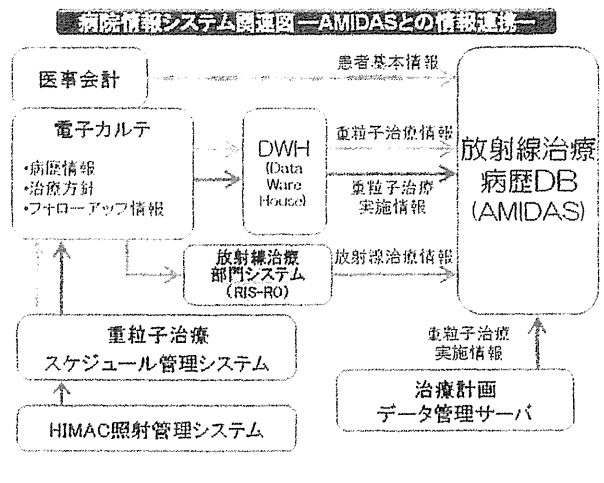 病院情報システム関連図 ―AMIDASとの情報連携―
医事会計
患者基本情報
電子カルテ
・病歴情報
・治療方針
・フォローアップ情報
DWH
(Data
Ware
House)
重粒子治療情報
重粒子治療
実施情報
放射線治療
病歴DB
(AMIDAS)
放射線治療
部門システム
(RIS-RO)
放射線治療情報
重粒子治療
スケジュール管理システム
重粒子治療
実施情報
治療計画
データ管理サーバ
HIMAC照射管理システム